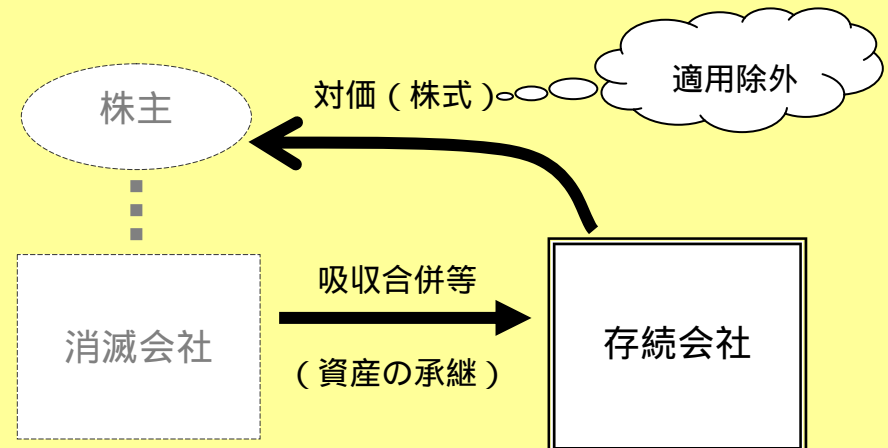 適用除外
対価(株式)
株主
吸収合併等
消滅会社
存続会社
(資産の承継)